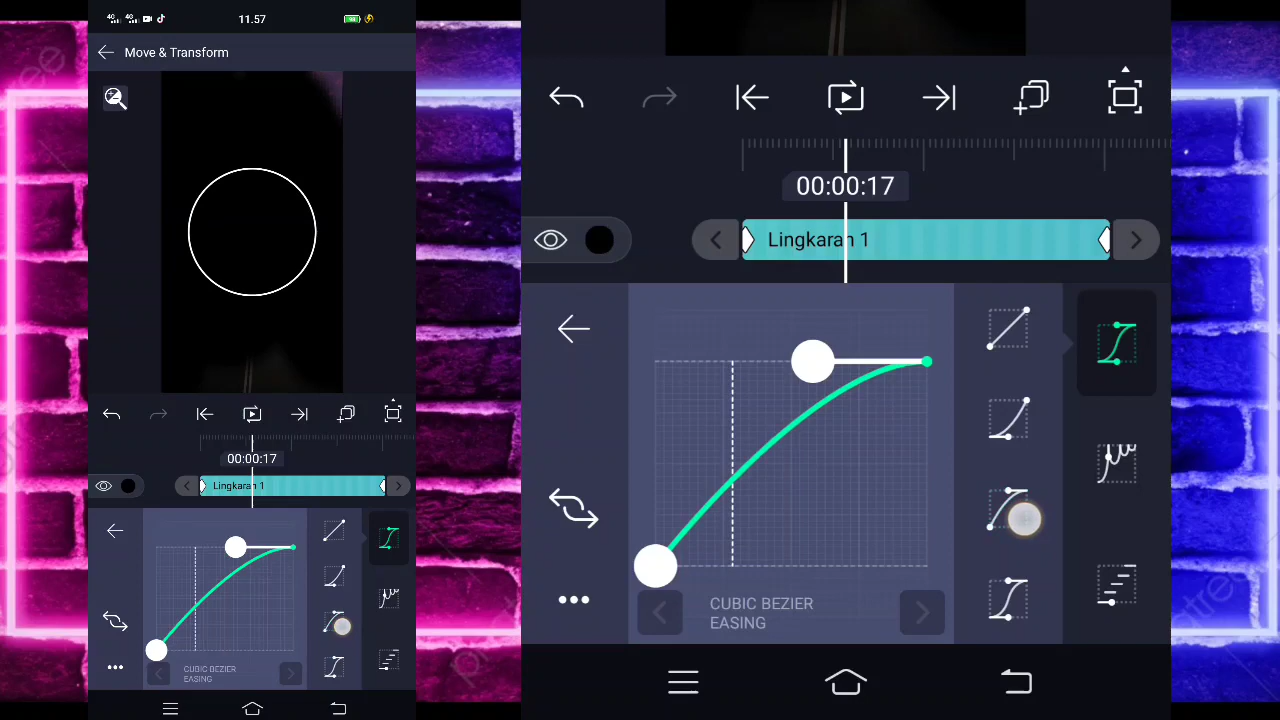 11.57
Move & Transform
00:00:17
Lingkaran 1
CUBIC BEZIER
EASING
00:00:17
Lingkaran 1
CUBIC BEZIER
EASING